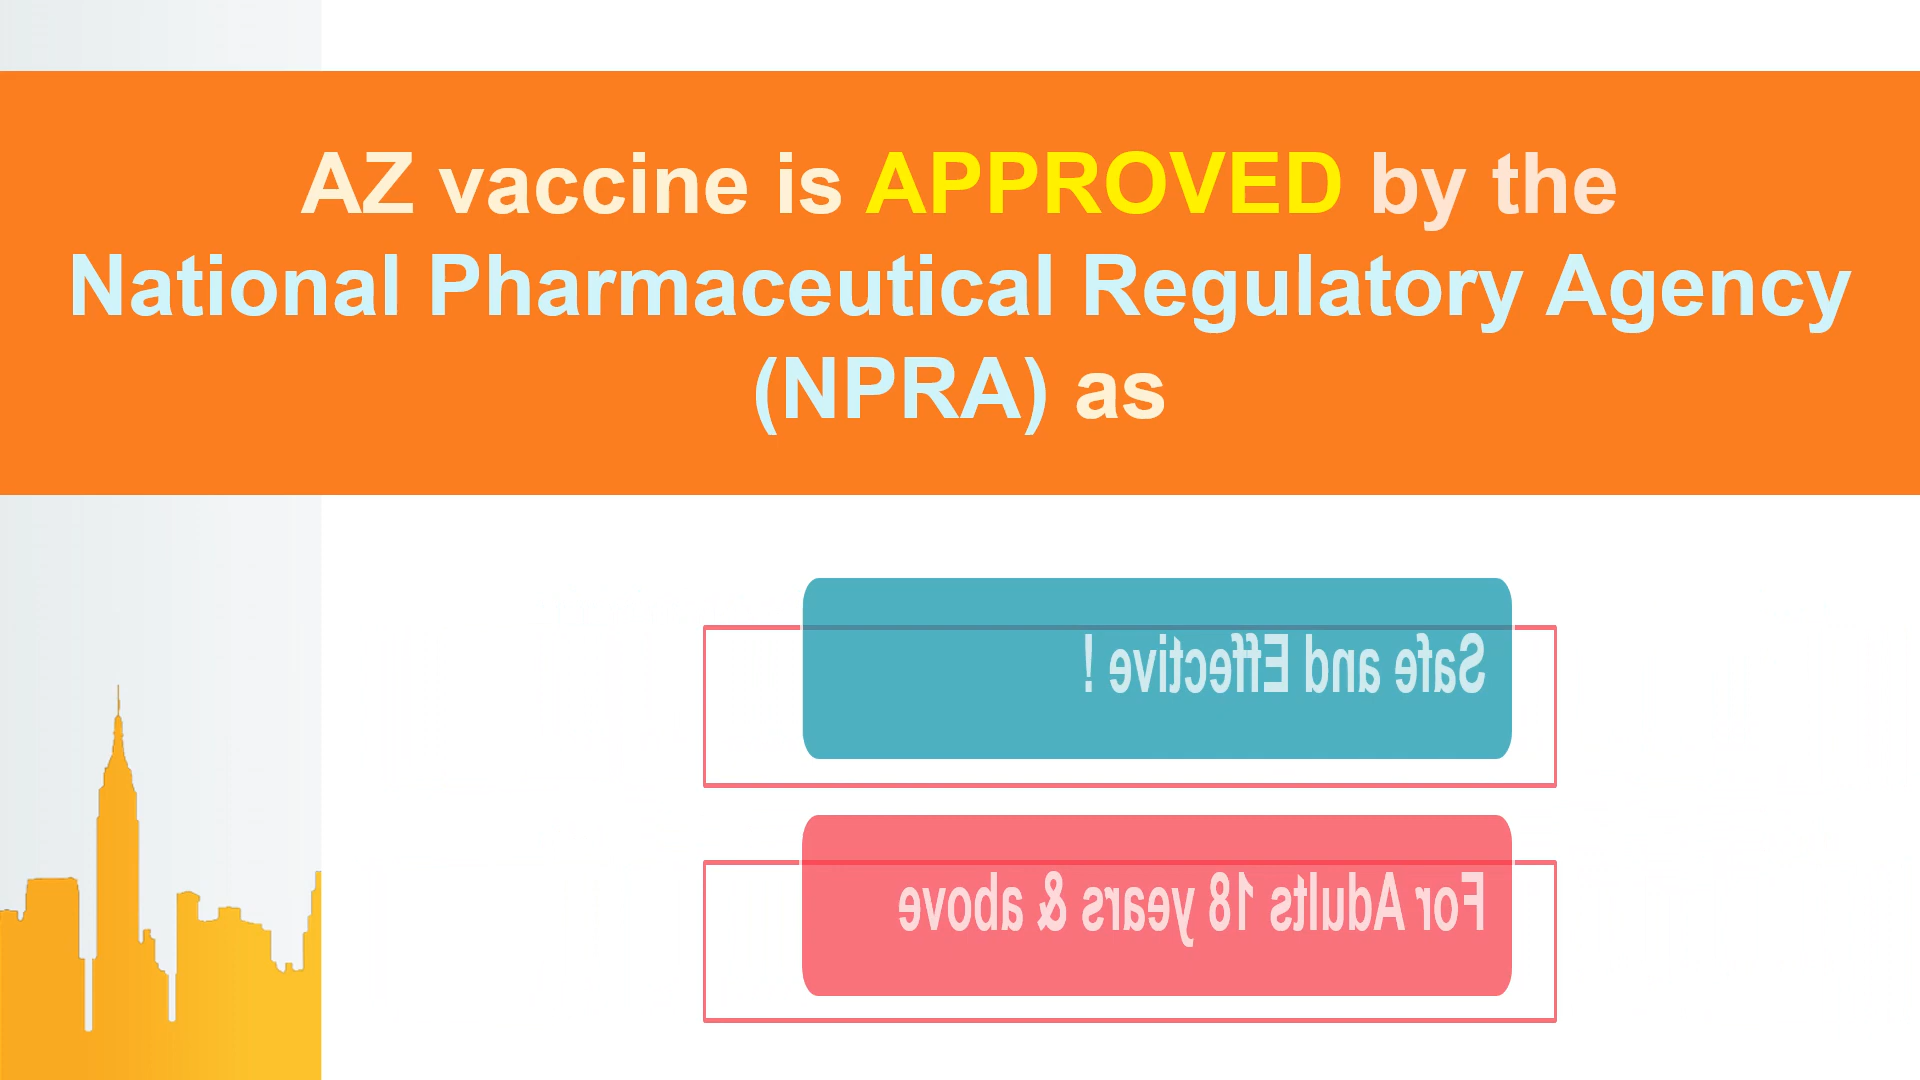 AZ vaccine is APPROVED by the
National Pharmaceutical Regulatory Agency
(NPRA) as
Safe and Effective !
For Adults 18 years & above